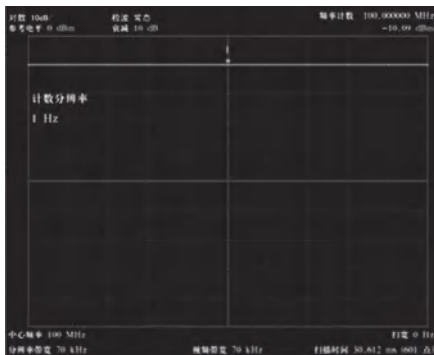 对数 10dB/ 检波 常态 频率计数 100.000000 MHz
参考电平 0 dBm 衰减 10 dB -10.09 dBm
1
计数分辨率
1 Hz
中心频率 100 MHz 扫宽 0 Hz
分辨率带宽 70 kHz 视频带宽 70 kHz 扫描时间 30.612 ms (601 点)